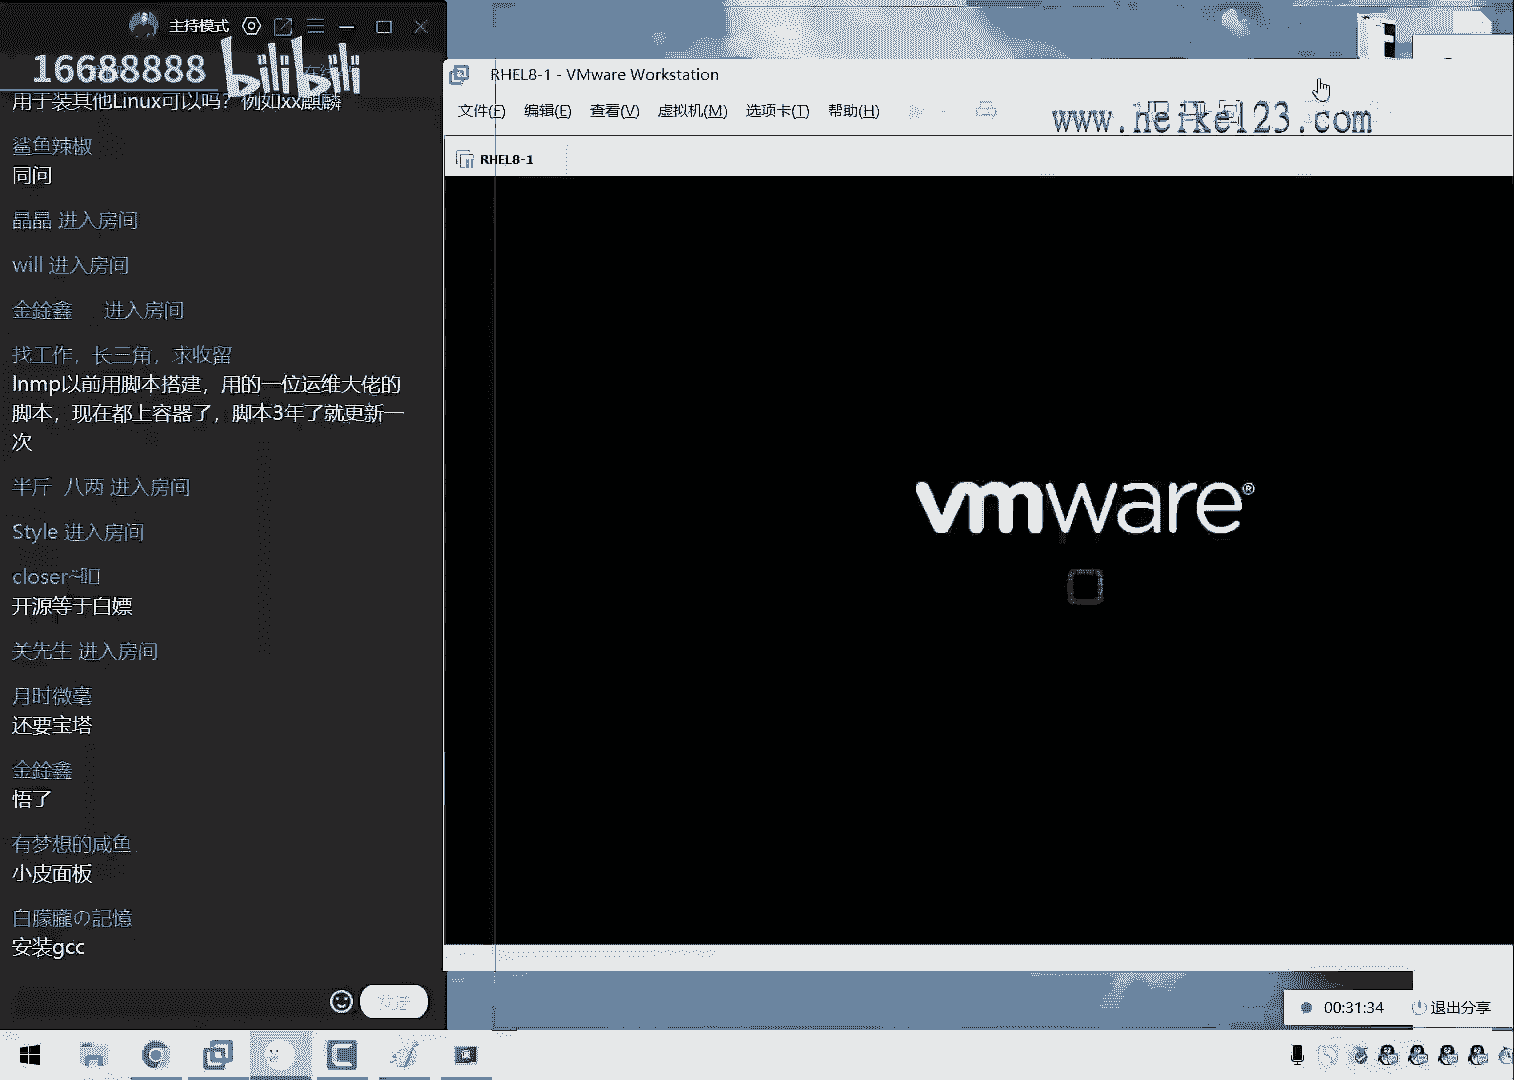 主持模式
16688888
bilibili
用于装其他Linux可以吗？例如xx麒麟
鲨鱼辣椒
同问
晶晶 进入房间
will 进入房间
金銓鑫 进入房间
找工作，长三角，求收留
lnmp以前用脚本搭建，用的一位运维大佬的
脚本，现在都上容器了，脚本3年了就更新一
次
半斤 八两 进入房间
Style 进入房间
closer
开源等于白嫖
关先生 进入房间
月时微毫
还要宝塔
金銓鑫
悟了
有梦想的咸鱼
小皮面板
白朦朧の記憶
安装gcc
发送
RHEL8-1 - VMware Workstation
文件(F) 编辑(E) 查看(V) 虚拟机(M) 选项卡(T) 帮助(H)
www.heike123.com
RHEL8-1
vmware®
00:31:34 退出分享